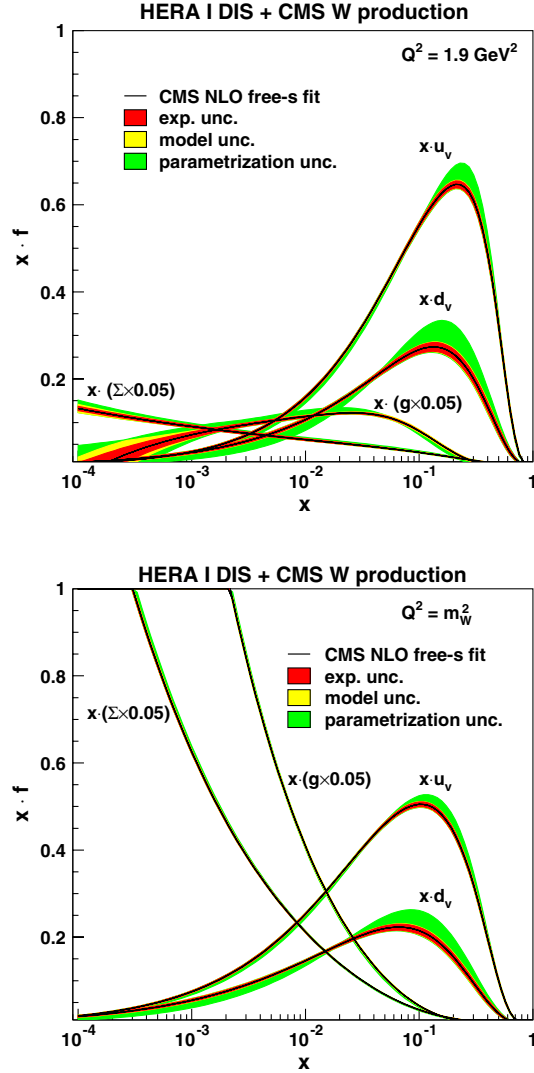 HERA I DIS + CMS W production
Q² = 1.9 GeV²
CMS NLO free-s fit
exp. unc.
model unc.
parametrization unc.
x·u_v
x·d_v
x· (Σ×0.05)
x· (g×0.05)
x · f
1
0.8
0.6
0.4
0.2
10⁻⁴ 10⁻³ 10⁻² 10⁻¹ 1
x
HERA I DIS + CMS W production
Q² = m_W²
CMS NLO free-s fit
exp. unc.
model unc.
parametrization unc.
x·(Σ×0.05)
x·(g×0.05)
x·u_v
x·d_v
x · f
1
0.8
0.6
0.4
0.2
10⁻⁴ 10⁻³ 10⁻² 10⁻¹ 1
x